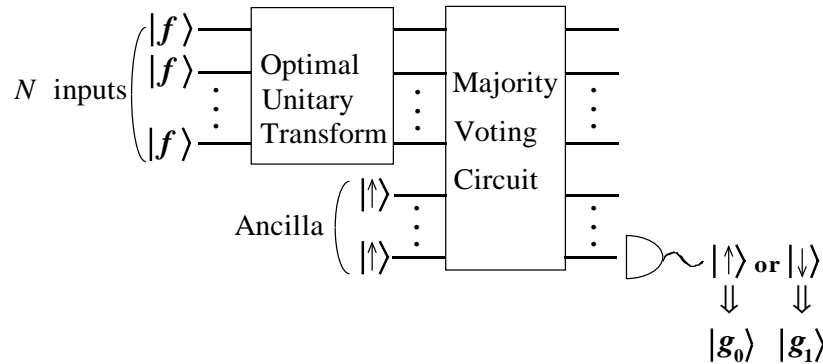 |f⟩
|f⟩
N inputs
|f⟩
Optimal
Unitary
Transform
Majority
Voting
Circuit
Ancilla
|↑⟩
|↑⟩
|↑⟩ or |↓⟩
⇓ ⇓
|g₀⟩ |g₁⟩